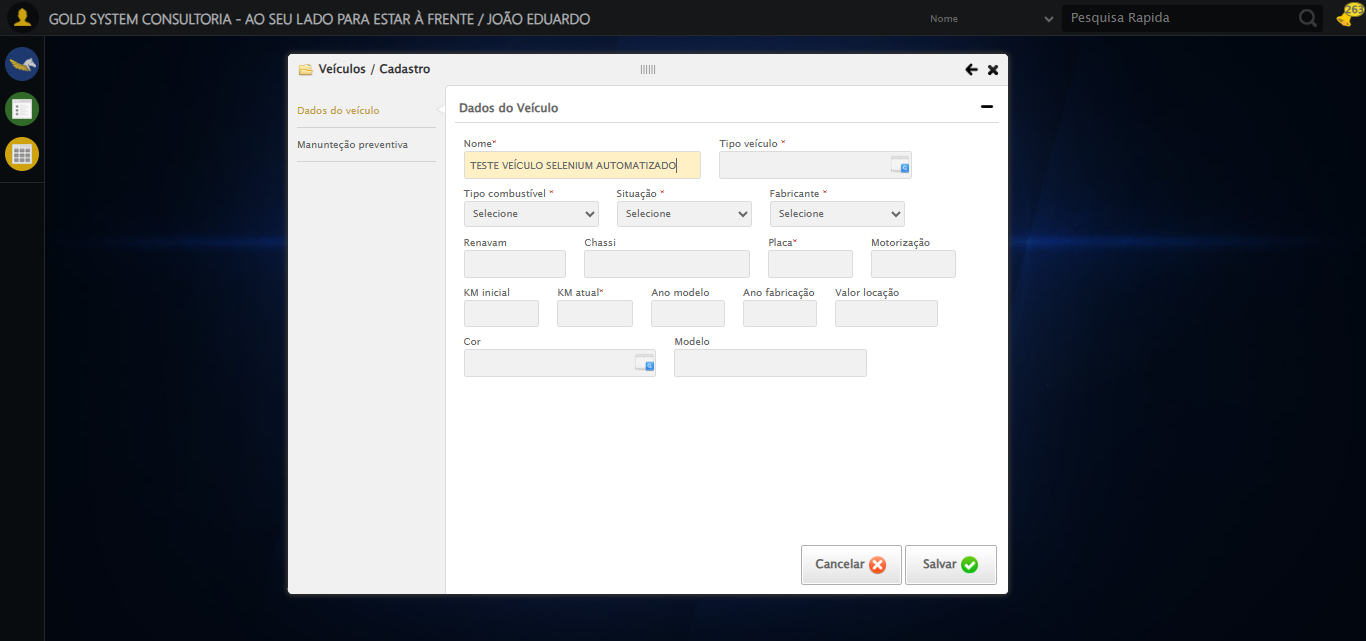 GOLD SYSTEM CONSULTORIA - AO SEU LADO PARA ESTAR À FRENTE / JOÃO EDUARDO
Nome
Pesquisa Rapida
263
Veículos / Cadastro
Dados do veículo
Manunteção preventiva
Dados do Veículo
Nome*
Tipo veículo *
TESTE VEÍCULO SELENIUM AUTOMATIZADO
Tipo combustível *
Situação *
Fabricante *
Selecione
Selecione
Selecione
Renavam
Chassi
Placa*
Motorização
KM inicial
KM atual*
Ano modelo
Ano fabricação
Valor locação
Cor
Modelo
Cancelar
Salvar